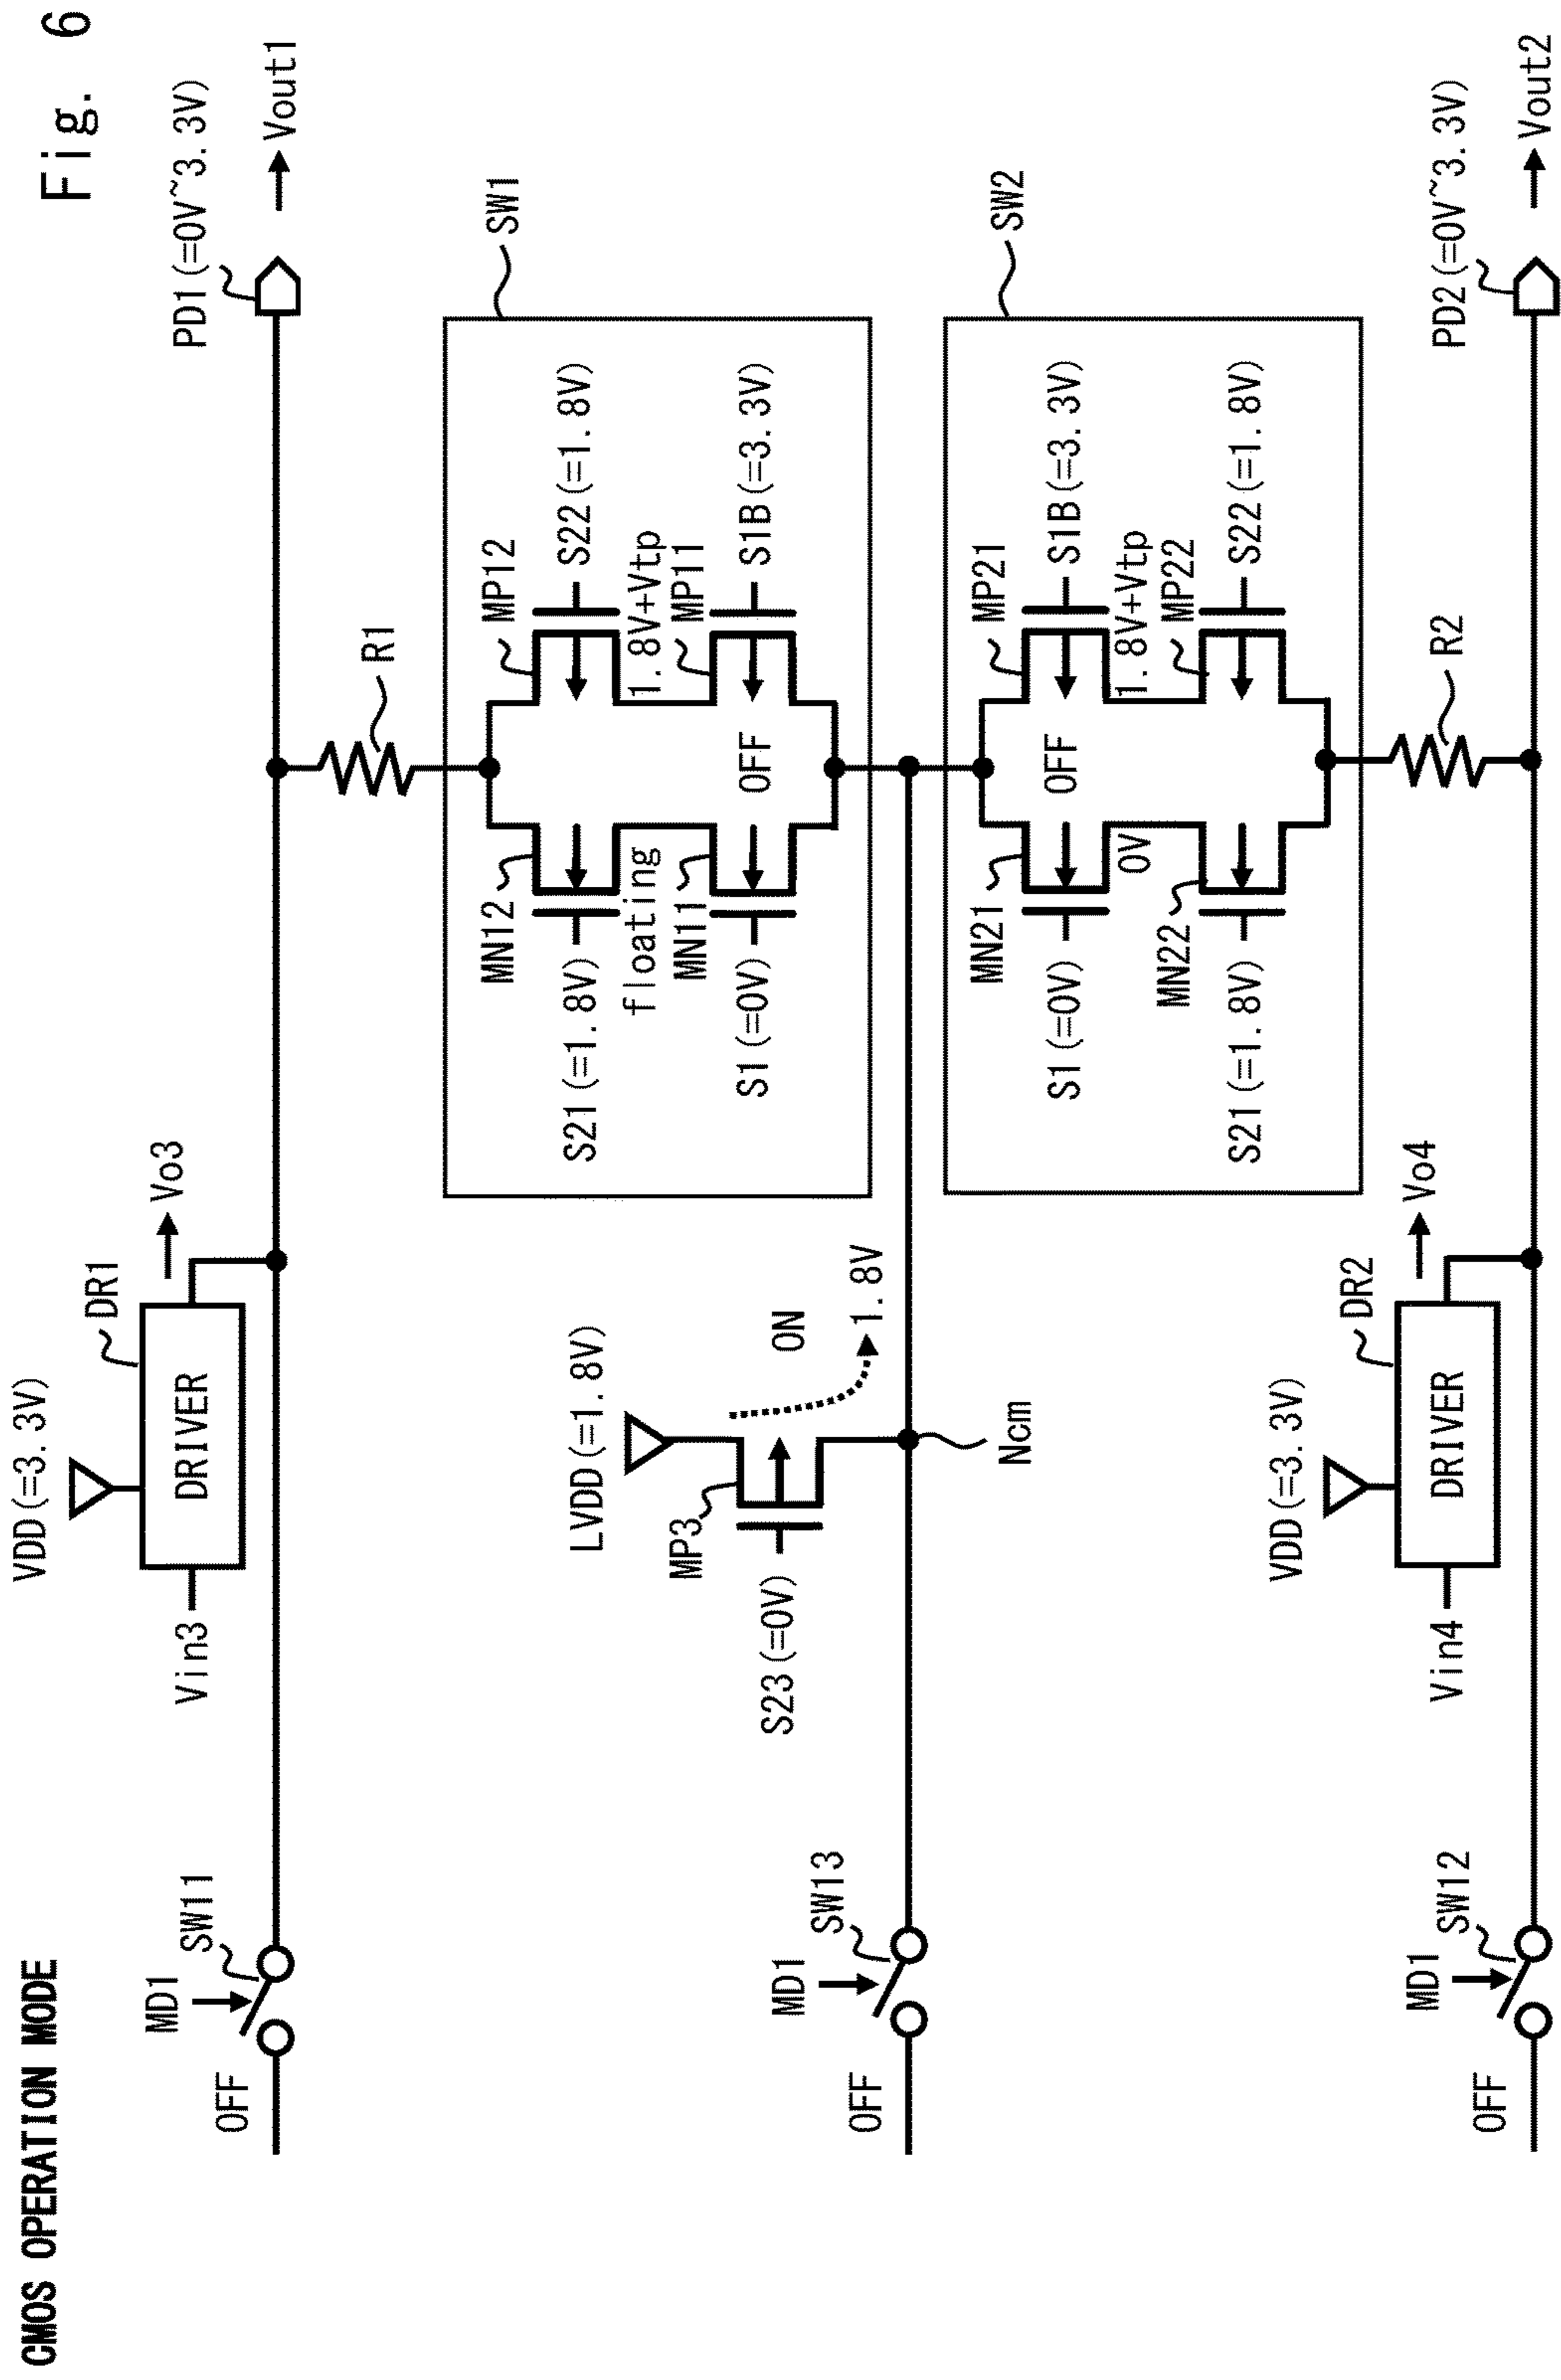 Fig. 6
CMOS OPERATION MODE
VDD(=3.3V)
DR1
DRIVER
Vin3
Vo3
MD1
SW11
OFF
PD1(=0V~3.3V)
Vout1
R1
SW1
MN12
S21(=1.8V)
floating
MN11
S1(=0V)
MP12
S22(=1.8V)
1.8V+Vtp
MP11
S1B(=3.3V)
OFF
LVDD(=1.8V)
MP3
S23(=0V)
ON
1.8V
Ncm
MD1
SW13
OFF
SW2
MN21
S1(=0V)
0V
MN22
S21(=1.8V)
OFF
MP21
S1B(=3.3V)
1.8V+Vtp
MP22
S22(=1.8V)
R2
VDD(=3.3V)
DR2
DRIVER
Vin4
Vo4
MD1
SW12
OFF
PD2(=0V~3.3V)
Vout2